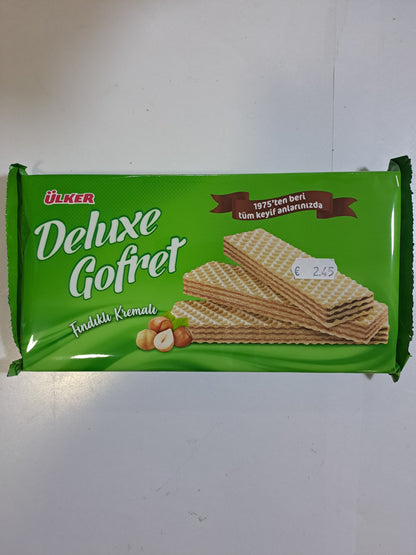 ÜLKER
1975'ten beri
tüm keyif anlarınızda
Deluxe
Gofret
€ 2.45
Fındıklı Kremalı